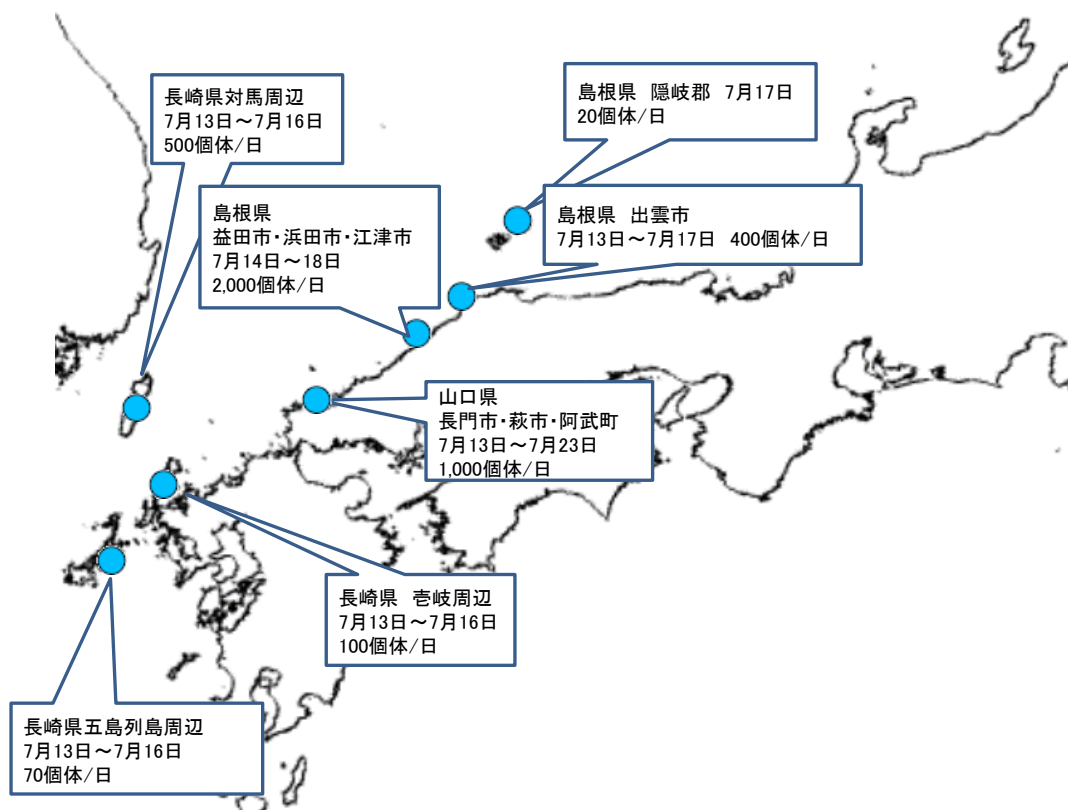 長崎県対馬周辺
7月13日～7月16日
500個体/日
島根県　隠岐郡　7月17日
20個体/日
島根県
益田市・浜田市・江津市
7月14日～18日
2,000個体/日
島根県　出雲市
7月13日～7月17日　400個体/日
山口県
長門市・萩市・阿武町
7月13日～7月23日
1,000個体/日
長崎県　壱岐周辺
7月13日～7月16日
100個体/日
長崎県五島列島周辺
7月13日～7月16日
70個体/日